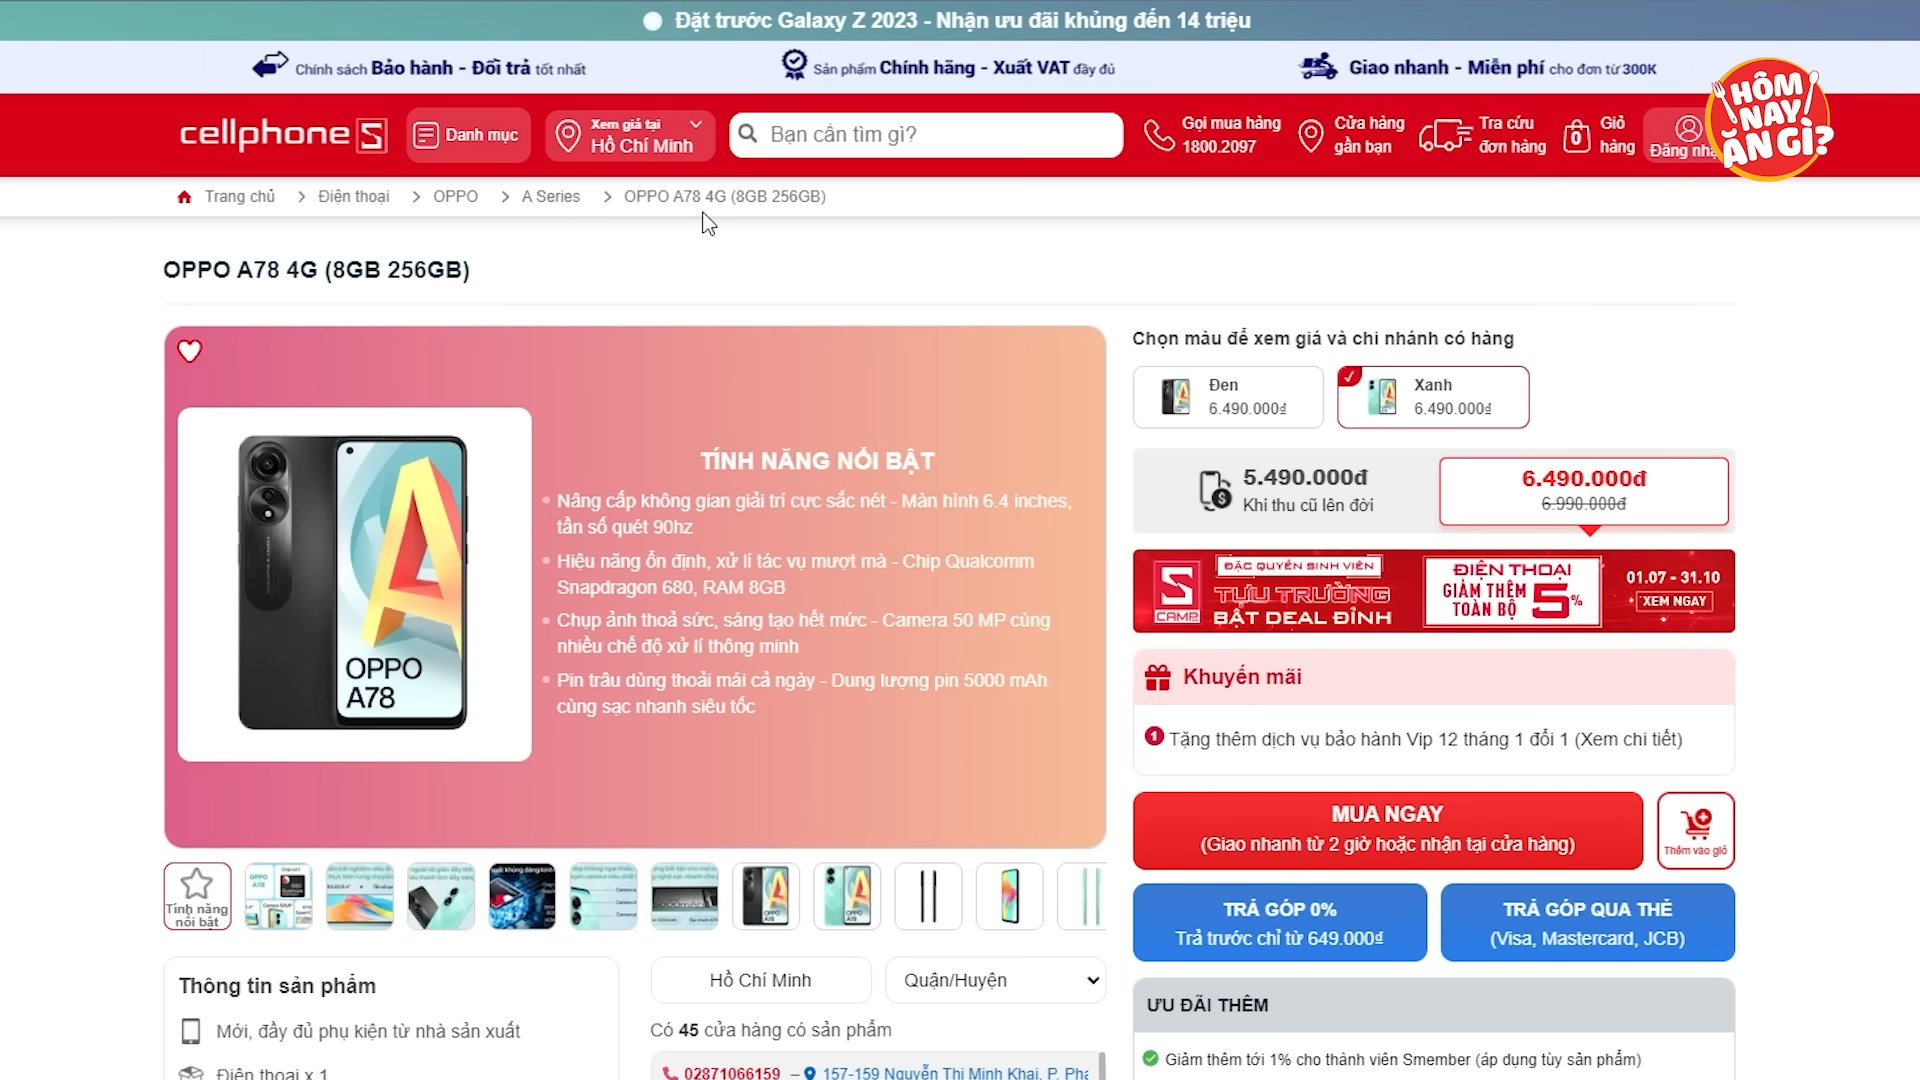 Đặt trước Galaxy Z 2023 - Nhận ưu đãi khủng đến 14 triệu
Chính sách Bảo hành - Đổi trả tốt nhất
Sản phẩm Chính hãng - Xuất VAT đầy đủ
Giao nhanh - Miễn phí cho đơn từ 300K
HÔM NAY ĂN GÌ?
cellphoneS
Danh mục
Xem giá tại
Hồ Chí Minh
Bạn cần tìm gì?
Gọi mua hàng
1800.2097
Cửa hàng
gần bạn
Tra cứu
đơn hàng
0
Giỏ
hàng
Trang chủ
Điện thoại
OPPO
A Series
OPPO A78 4G (8GB 256GB)
OPPO A78 4G (8GB 256GB)
OPPO
A78
TÍNH NĂNG NỔI BẬT
Nâng cấp không gian giải trí cực sắc nét - Màn hình 6.4 inches,
tần số quét 90hz
Hiệu năng ổn định, xử lí tác vụ mượt mà - Chip Qualcomm
Snapdragon 680, RAM 8GB
Chụp ảnh thoả sức, sáng tạo hết mức - Camera 50 MP cùng
nhiều chế độ xử lí thông minh
Pin trâu dùng thoải mái cả ngày - Dung lượng pin 5000 mAh
cùng sạc nhanh siêu tốc
Tính năng
nổi bật
Chọn màu để xem giá và chi nhánh có hàng
Đen
6.490.000₫
Xanh
6.490.000₫
5.490.000đ
Khi thu cũ lên đời
6.490.000đ
6.990.000đ
S
CAMP
ĐẶC QUYỀN SINH VIÊN
TỰU TRƯỜNG
BẬT DEAL ĐỈNH
ĐIỆN THOẠI
GIẢM THÊM
TOÀN BỘ 5%
01.07 - 31.10
XEM NGAY
Khuyến mãi
1 Tặng thêm dịch vụ bảo hành Vip 12 tháng 1 đổi 1 (Xem chi tiết)
MUA NGAY
(Giao nhanh từ 2 giờ hoặc nhận tại cửa hàng)
Thêm vào giỏ
TRẢ GÓP 0%
Trả trước chỉ từ 649.000₫
TRẢ GÓP QUA THẺ
(Visa, Mastercard, JCB)
ƯU ĐÃI THÊM
Giảm thêm tới 1% cho thành viên Smember (áp dụng tùy sản phẩm)
Thông tin sản phẩm
Mới, đầy đủ phụ kiện từ nhà sản xuất
Điện thoại x 1
Hồ Chí Minh
Quận/Huyện
Có 45 cửa hàng có sản phẩm
02871066159 – 157-159 Nguyễn Thị Minh Khai, P.